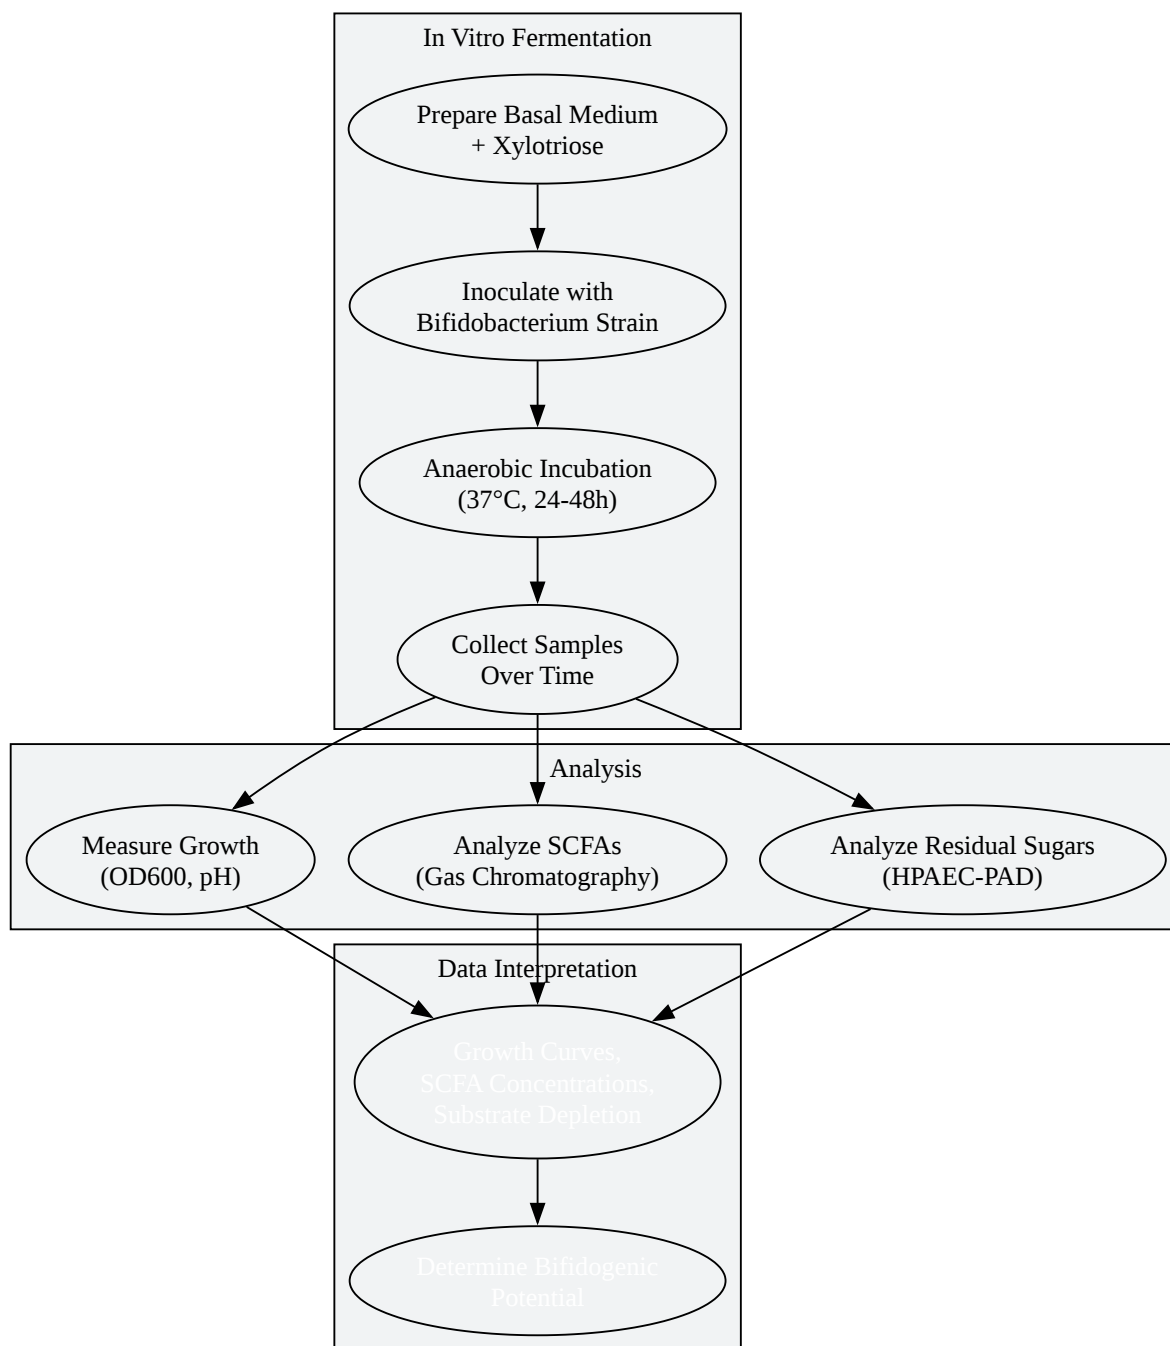 In Vitro Fermentation
Prepare Basal Medium
+ Xylotriose
Inoculate with
Bifidobacterium Strain
Anaerobic Incubation
(37°C, 24-48h)
Collect Samples
Over Time
Analysis
Measure Growth
(OD600, pH)
Analyze SCFAs
(Gas Chromatography)
Analyze Residual Sugars
(HPAEC-PAD)
Data Interpretation
Growth Curves,
SCFA Concentrations,
Substrate Depletion
Determine Bifidogenic
Potential